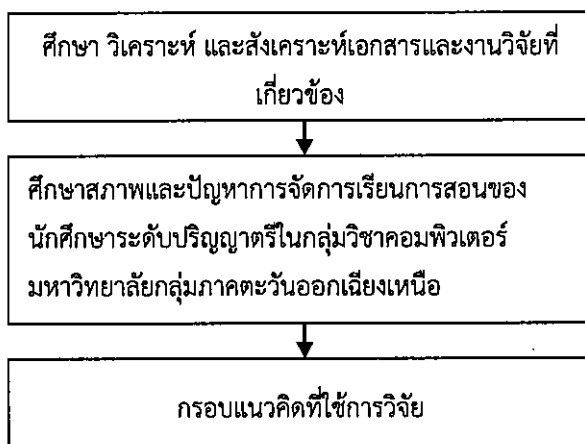 ศึกษา วิเคราะห์ และสังเคราะห์เอกสารและงานวิจัยที่
เกี่ยวข้อง
ศึกษาสภาพและปัญหาการจัดการเรียนการสอนของ
นักศึกษาระดับปริญญาตรีในกลุ่มวิชาคอมพิวเตอร์
มหาวิทยาลัยกลุ่มภาคตะวันออกเฉียงเหนือ
กรอบแนวคิดที่ใช้การวิจัย